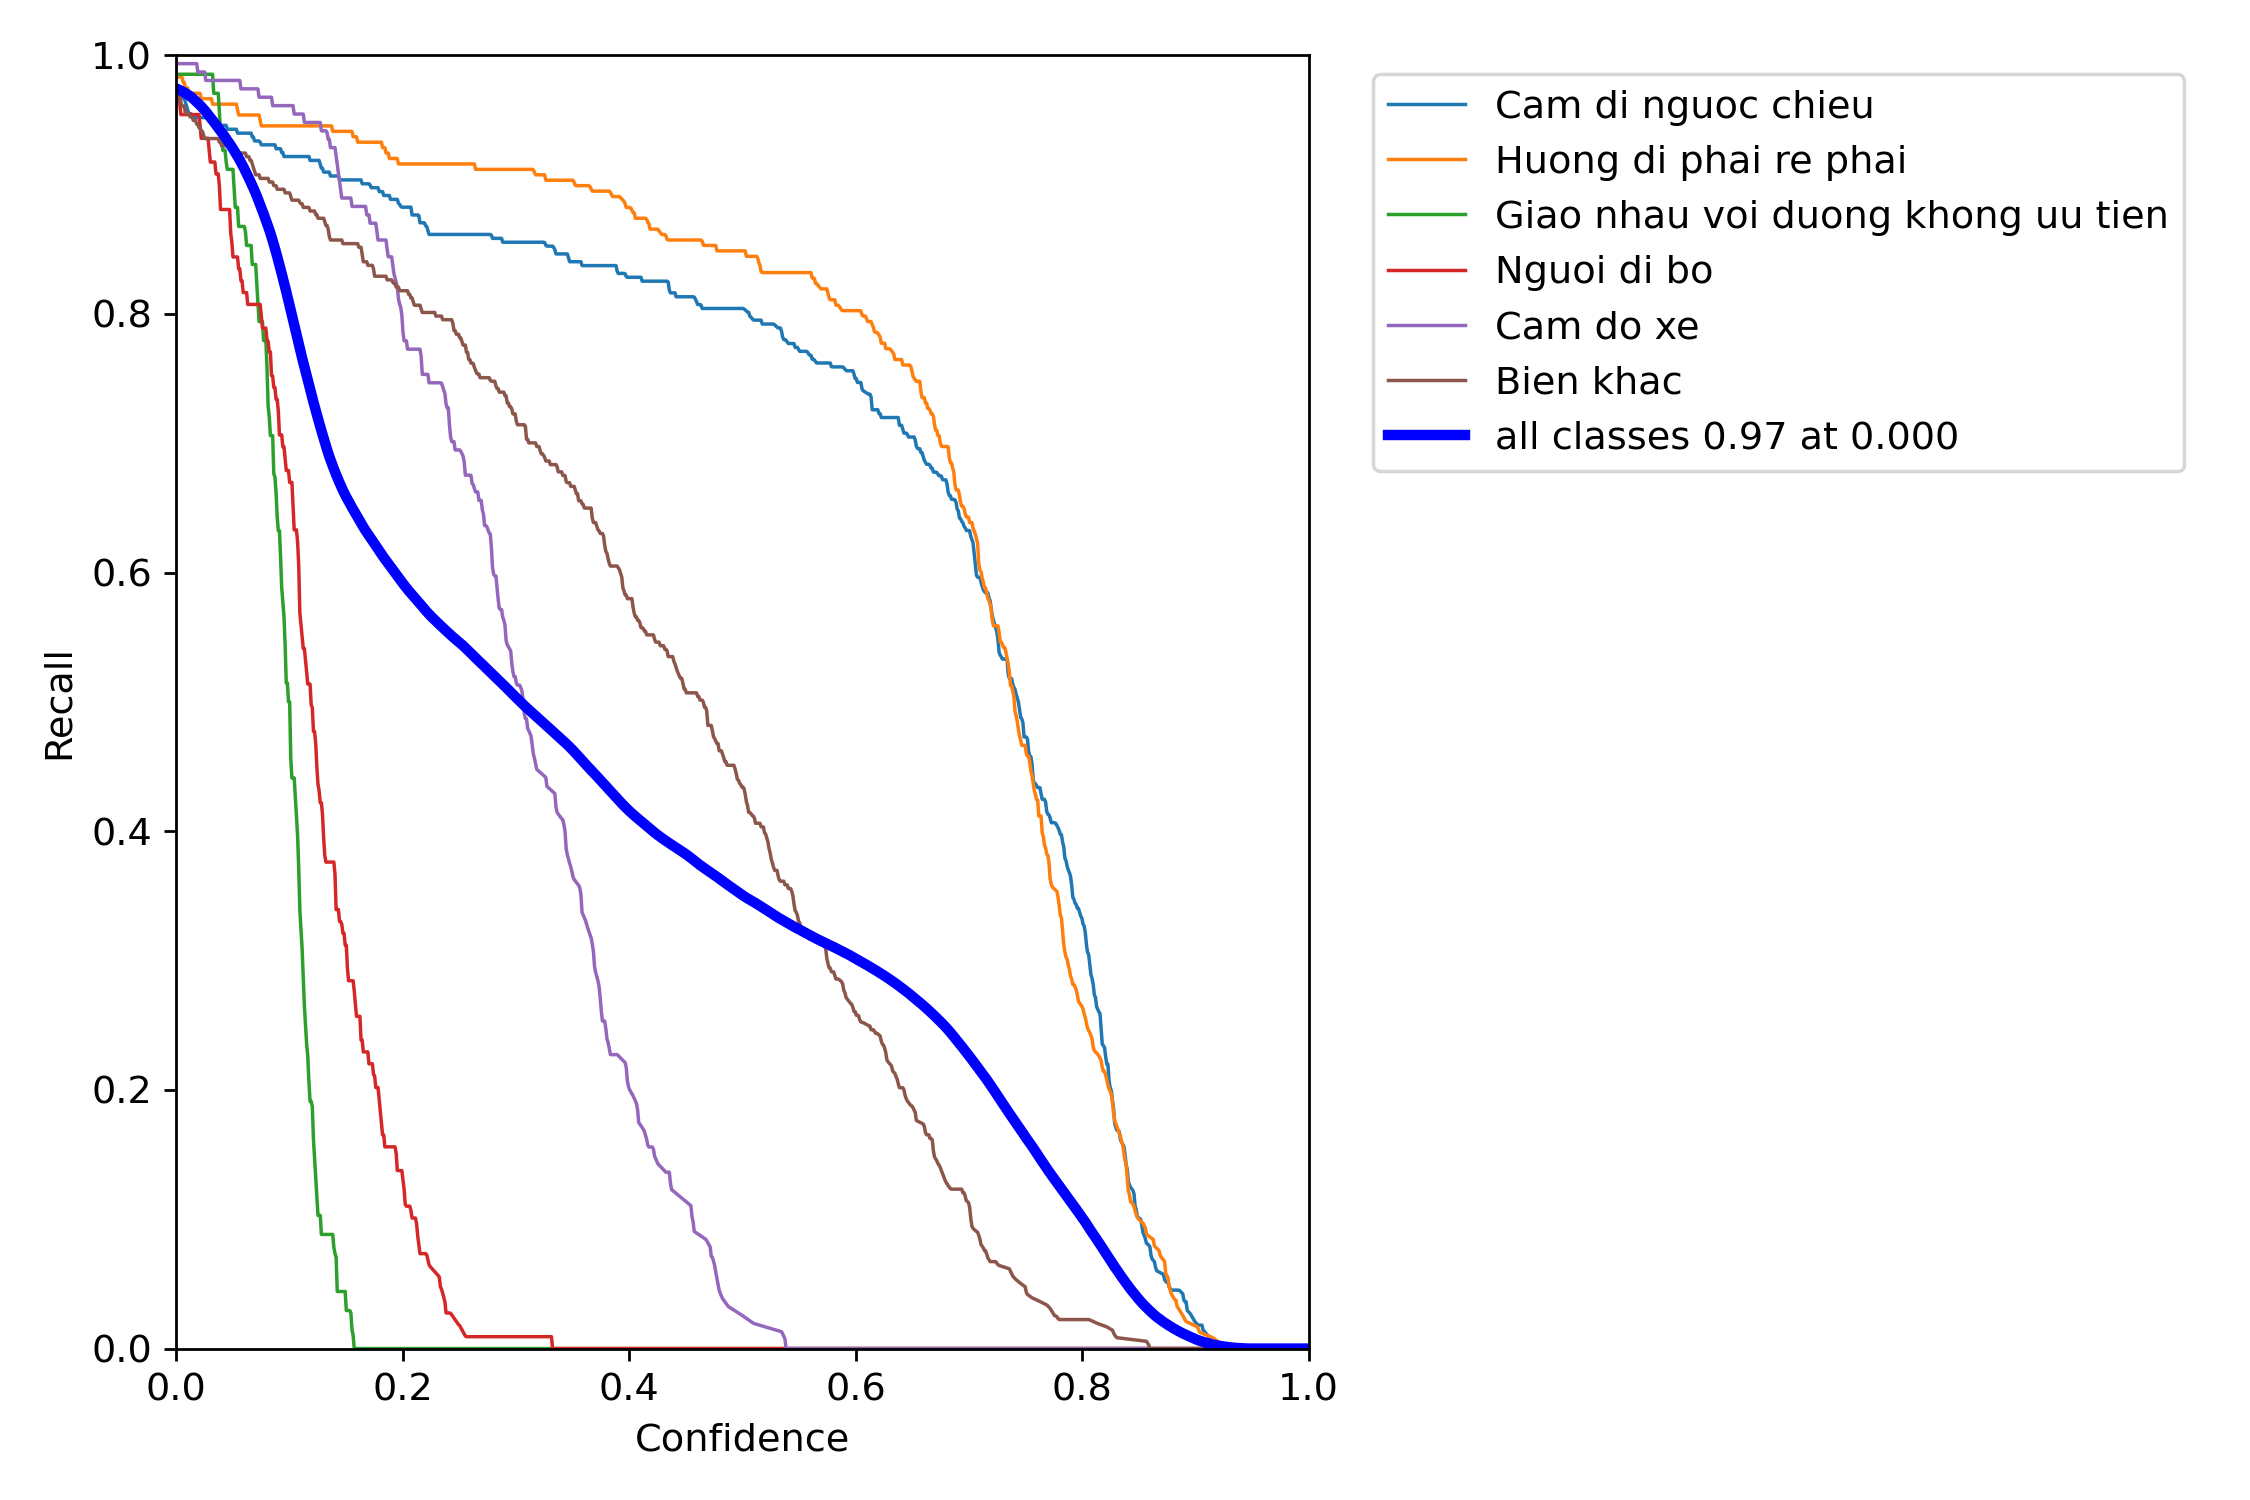 1.0
0.8
0.6
0.4
0.2
0.0
Recall
0.0 0.2 0.4 0.6 0.8 1.0
Confidence
Cam di nguoc chieu
Huong di phai re phai
Giao nhau voi duong khong uu tien
Nguoi di bo
Cam do xe
Bien khac
all classes 0.97 at 0.000